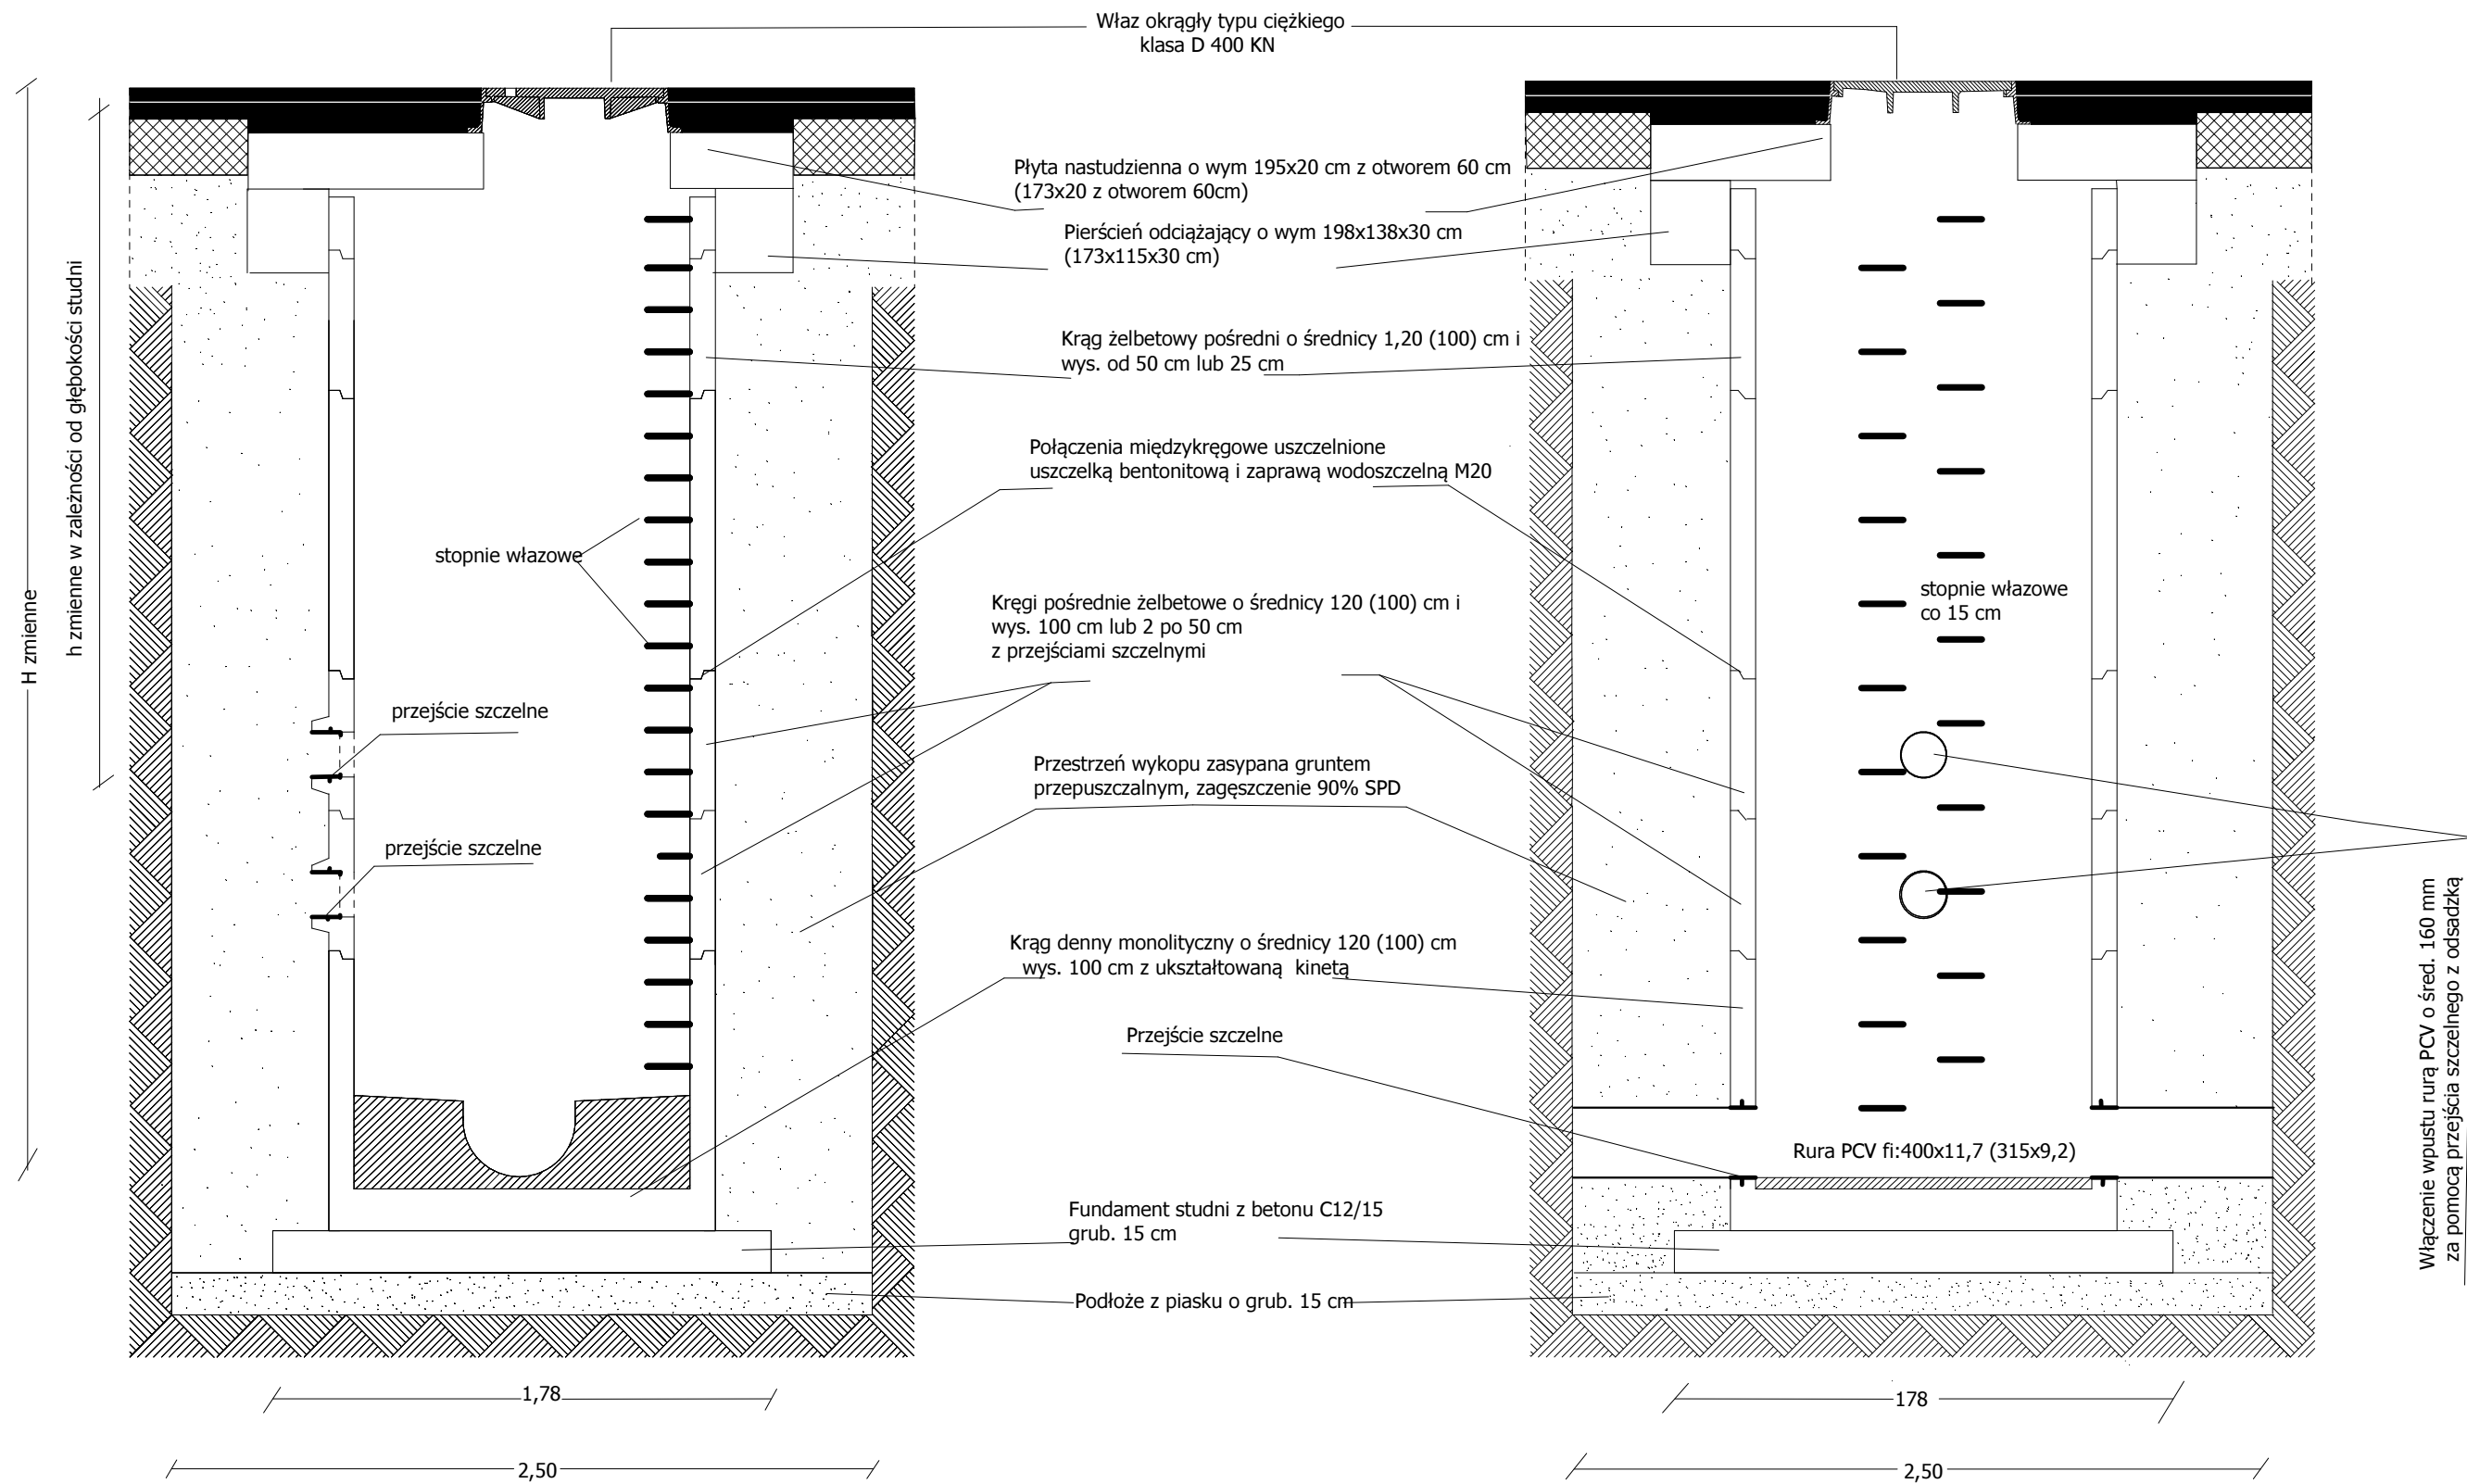 Właz okrągły typu ciężkiego
klasa D 400 KN
Płyta nastudzienna o wym 195x20 cm z otworem 60 cm
(173x20 z otworem 60cm)
Pierścień odciążający o wym 198x138x30 cm
(173x115x30 cm)
Krąg żelbetowy pośredni o średnicy 1,20 (100) cm i
wys. od 50 cm lub 25 cm
Połączenia międzykręgowe uszczelnione
uszczelką bentonitową i zaprawą wodoszczelną M20
stopnie włazowe
Kręgi pośrednie żelbetowe o średnicy 120 (100) cm i
wys. 100 cm lub 2 po 50 cm
z przejściami szczelnymi
stopnie włazowe
co 15 cm
H zmienne
h zmienne w zależności od głębokości studni
przejście szczelne
Przestrzeń wykopu zasypana gruntem
przepuszczalnym, zagęszczenie 90% SPD
przejście szczelne
Krąg denny monolityczny o średnicy 120 (100) cm
wys. 100 cm z ukształtowaną kinetą
Przejście szczelne
Rura PCV fi:400x11,7 (315x9,2)
Włączenie wpustu rurą PCV o śred. 160 mm
za pomocą przejścia szczelnego z odsadzką
Fundament studni z betonu C12/15
grub. 15 cm
Podłoże z piasku o grub. 15 cm
1,78
178
2,50
2,50